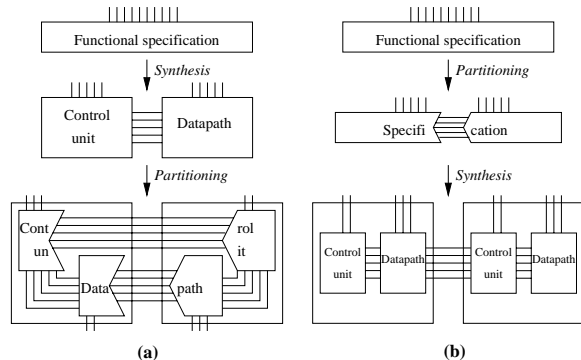 Functional specification
Synthesis
Control
unit
Datapath
Partitioning
Cont
un
rol
it
Data
path
(a)
Functional specification
Partitioning
Specifi
cation
Synthesis
Control
unit
Datapath
Control
unit
Datapath
(b)